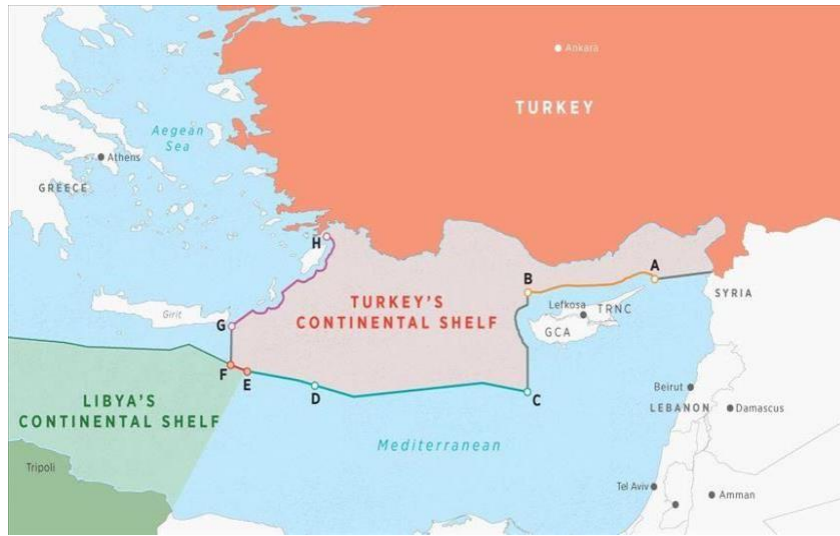 Ankara
TURKEY
Aegean
Sea
Athens
GREECE
H
A
B
SYRIA
TURKEY'S
CONTINENTAL SHELF
Lefkosa
TRNC
GCA
Girit
G
F
E
D
C
Beirut
LEBANON
Damascus
LIBYA'S
CONTINENTAL SHELF
Mediterranean
Tripoli
Tel Aviv
Amman